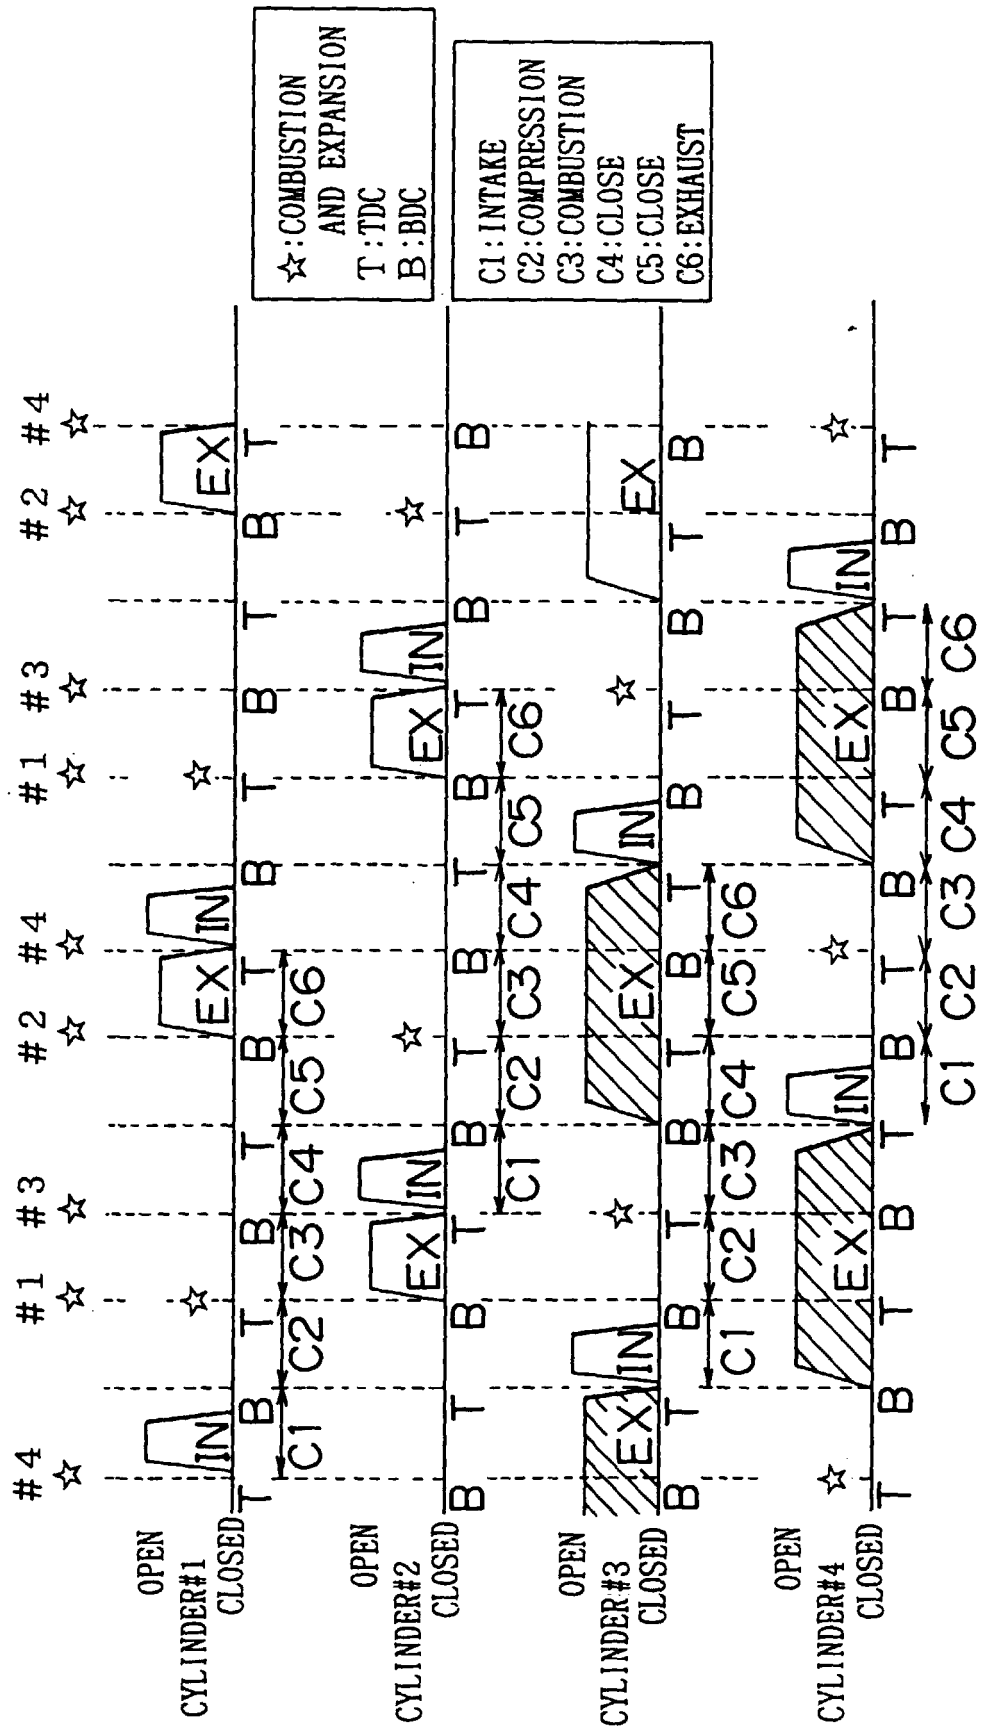 #4 #1 #3 #2 #4 #1 #3 #2 #4
☆ ☆ ☆ ☆ ☆ ☆ ☆ ☆ ☆
OPEN
CYLINDER#1
CLOSED
IN ☆ EX IN ☆ EX
T B T B T B T B T B T B T
C1 C2 C3 C4 C5 C6
☆:COMBUSTION
AND EXPANSION
T:TDC
B:BDC
OPEN
CYLINDER#2
CLOSED
EX IN ☆ EX IN ☆
B T B T B T B T B T B T B
C1 C2 C3 C4 C5 C6
C1:INTAKE
C2:COMPRESSION
C3:COMBUSTION
C4:CLOSE
C5:CLOSE
C6:EXHAUST
OPEN
CYLINDER#3
CLOSED
EX IN ☆ EX IN ☆ EX
B T B T B T B T B T B T B
C1 C2 C3 C4 C5 C6
OPEN
CYLINDER#4
CLOSED
☆ EX IN ☆ EX IN ☆
T B T B T B T B T B T B T
C1 C2 C3 C4 C5 C6